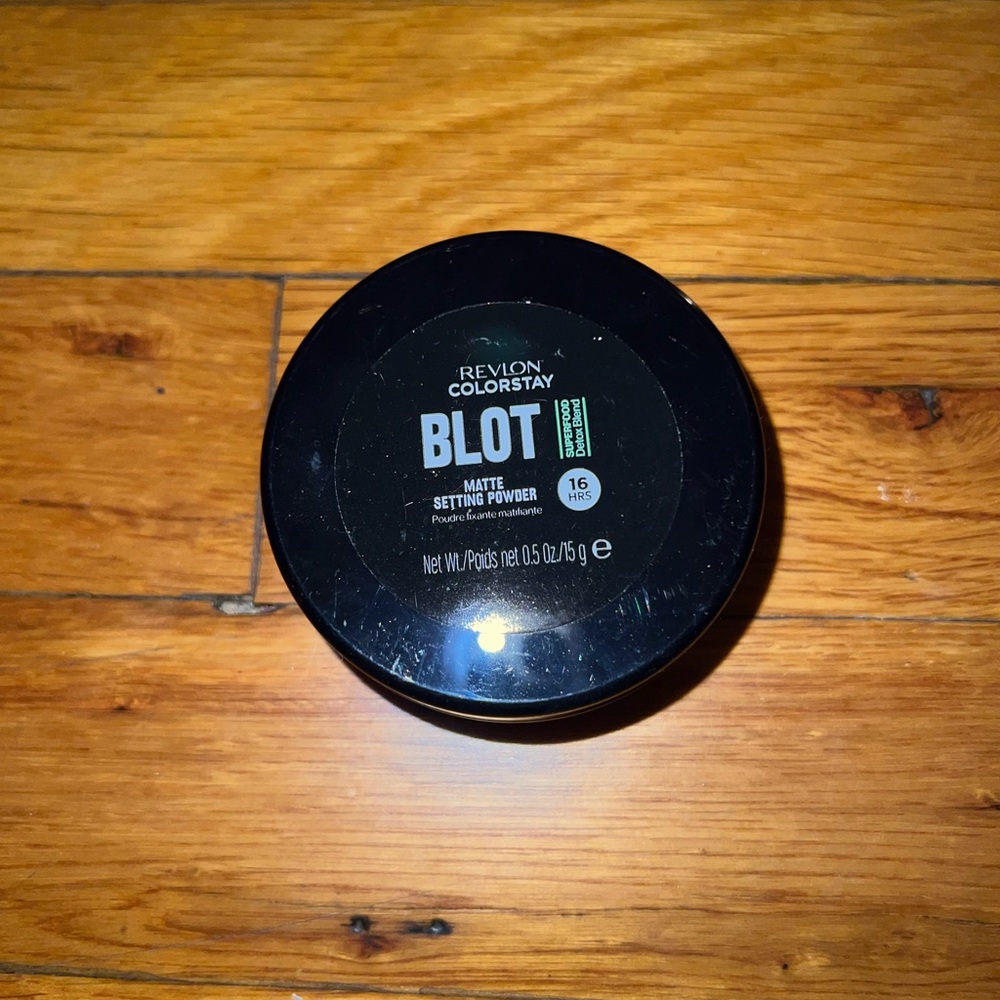 REVLON
COLORSTAY
BLOT
SUPERFOOD
Detox Blend
MATTE
SETTING POWDER
Poudre fixante matifiante
16
HRS
Net Wt./Poids net 0.5 Oz./15 g ℮